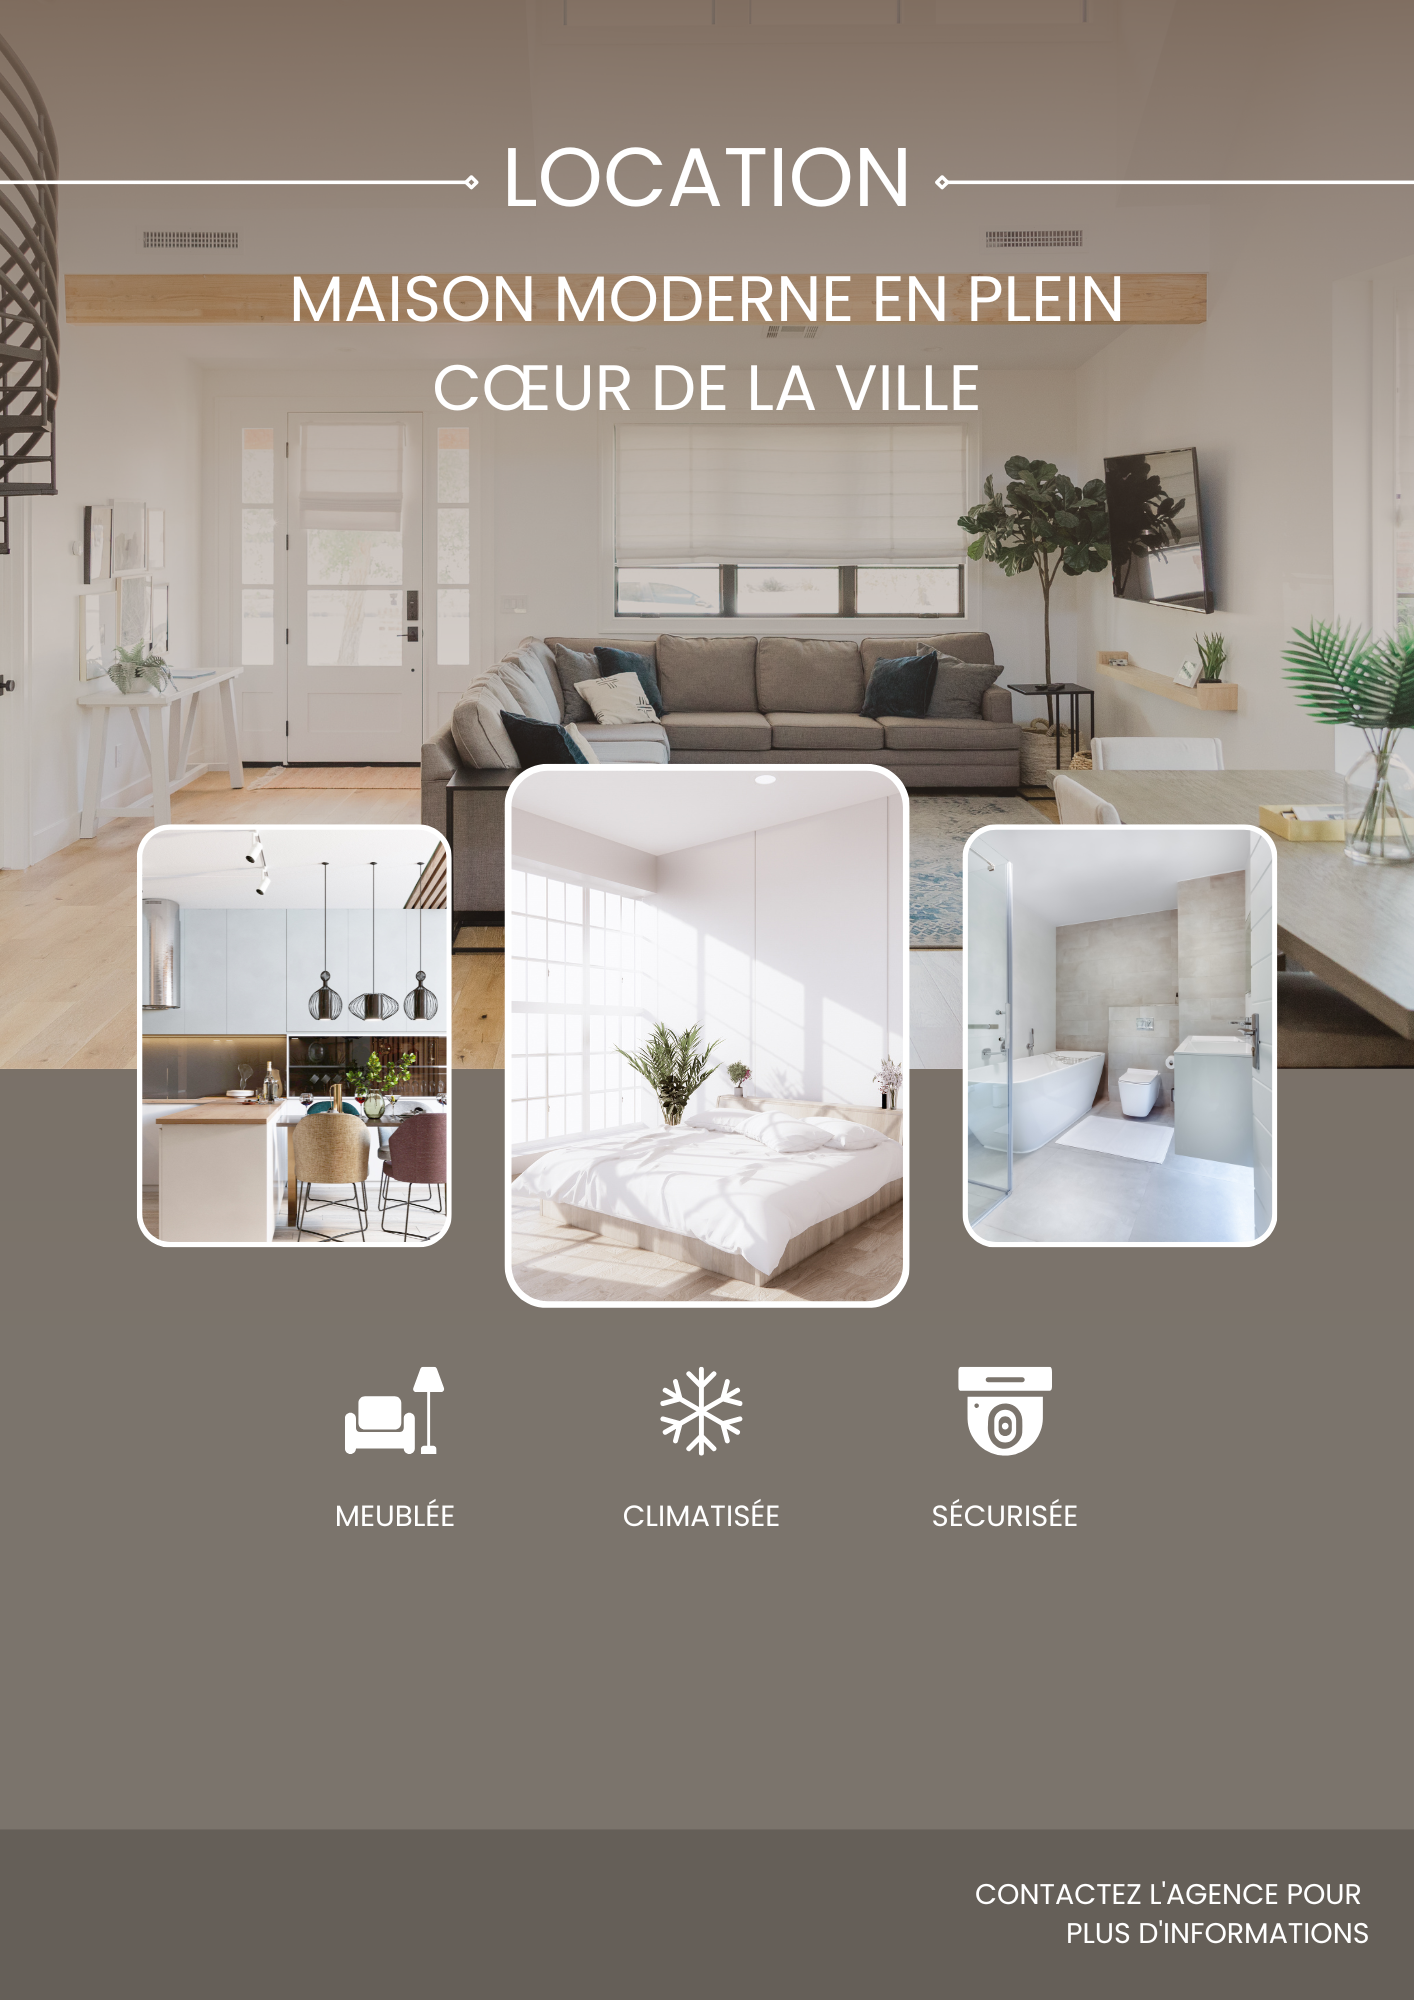 LOCATION
MAISON MODERNE EN PLEIN
CŒUR DE LA VILLE
MEUBLÉE
CLIMATISÉE
SÉCURISÉE
CONTACTEZ L'AGENCE POUR
PLUS D'INFORMATIONS